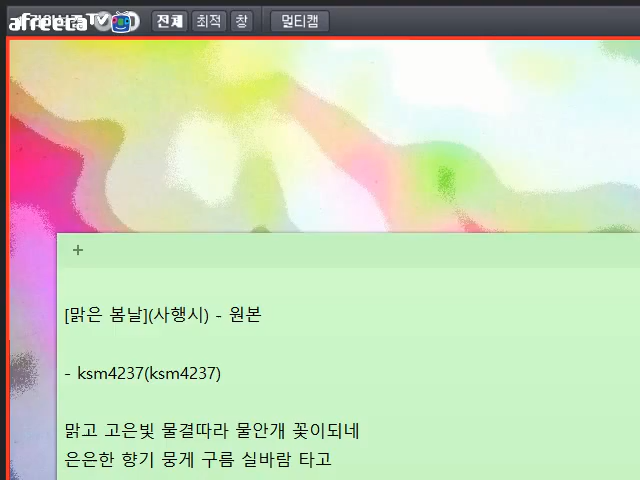 afreecaTV
전체 최적 창 멀티캠
+
[맑은 봄날](사행시) - 원본
- ksm4237(ksm4237)
맑고 고은빛 물결따라 물안개 꽃이되네
은은한 향기 뭉게 구름 실바람 타고